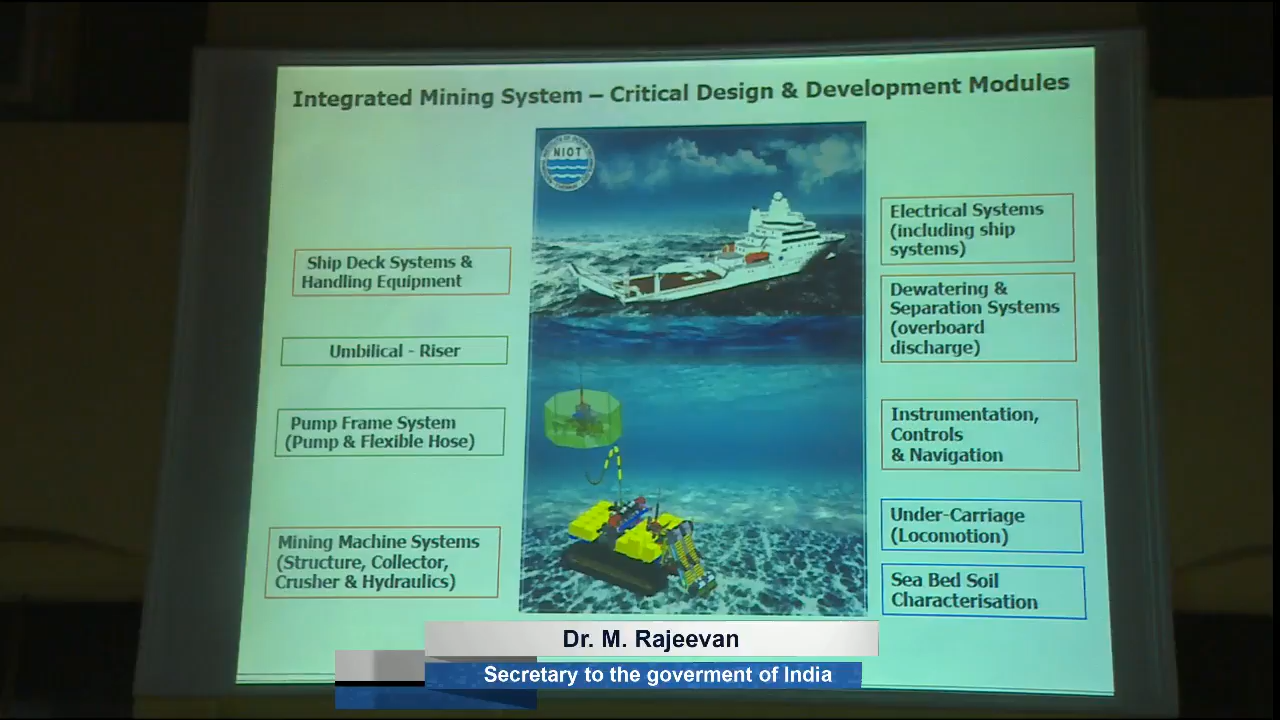 Integrated Mining System – Critical Design & Development Modules
NIOT
Ship Deck Systems &
Handling Equipment
Umbilical - Riser
Pump Frame System
(Pump & Flexible Hose)
Mining Machine Systems
(Structure, Collector,
Crusher & Hydraulics)
Electrical Systems
(including ship
systems)
Dewatering &
Separation Systems
(overboard
discharge)
Instrumentation,
Controls
& Navigation
Under-Carriage
(Locomotion)
Sea Bed Soil
Characterisation
Dr. M. Rajeevan
Secretary to the goverment of India